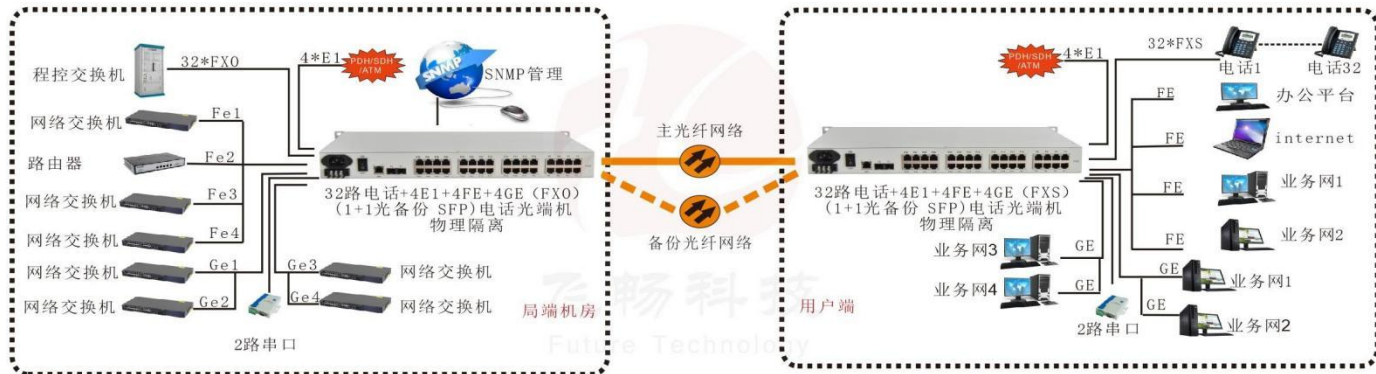 程控交换机
32*FXO
4*E1
PDH/SDH
/ATM
SNMP
SNMP管理
网络交换机
Fe1
路由器
Fe2
网络交换机
Fe3
网络交换机
Fe4
网络交换机
Ge1
网络交换机
Ge2
Ge3
网络交换机
Ge4
网络交换机
2路串口
32路电话+4E1+4FE+4GE（FXO）
(1+1光备份 SFP)电话光端机
物理隔离
局端机房
主光纤网络
备份光纤网络
飞畅科技
Future Technology
PDH/SDH
/ATM
4*E1
32*FXS
电话1
电话32
FE
办公平台
FE
internet
FE
业务网1
FE
业务网2
GE
业务网1
GE
业务网2
32路电话+4E1+4FE+4GE（FXS）
(1+1光备份 SFP)电话光端机
物理隔离
业务网3
GE
业务网4
GE
用户端
2路串口